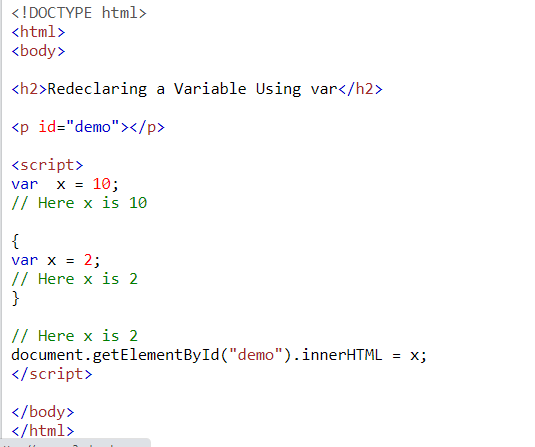 <!DOCTYPE html>
<html>
<body>
<h2>Redeclaring a Variable Using var</h2>
<p id="demo"></p>
<script>
var  x = 10;
// Here x is 10
{
var x = 2;
// Here x is 2
}
// Here x is 2
document.getElementById("demo").innerHTML = x;
</script>
</body>
</html>